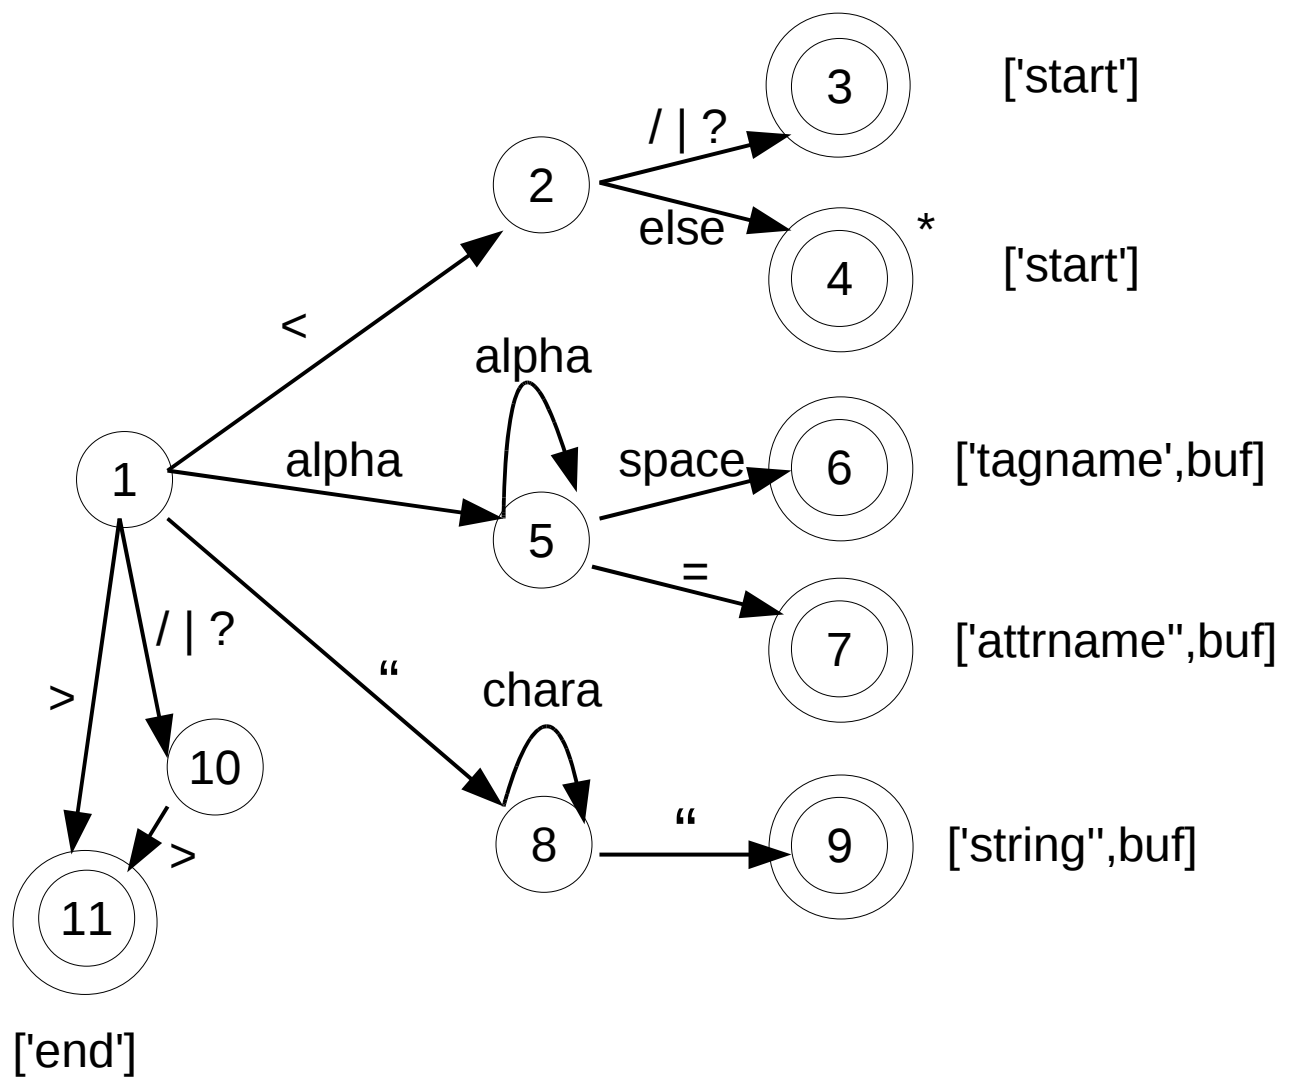 3
['start']
/ | ?
2
else
*
4
['start']
<
alpha
1
alpha
space
6
['tagname',buf]
5
=
7
['attrname",buf]
/ | ?
“
chara
>
10
“
8
9
['string",buf]
>
11
['end']